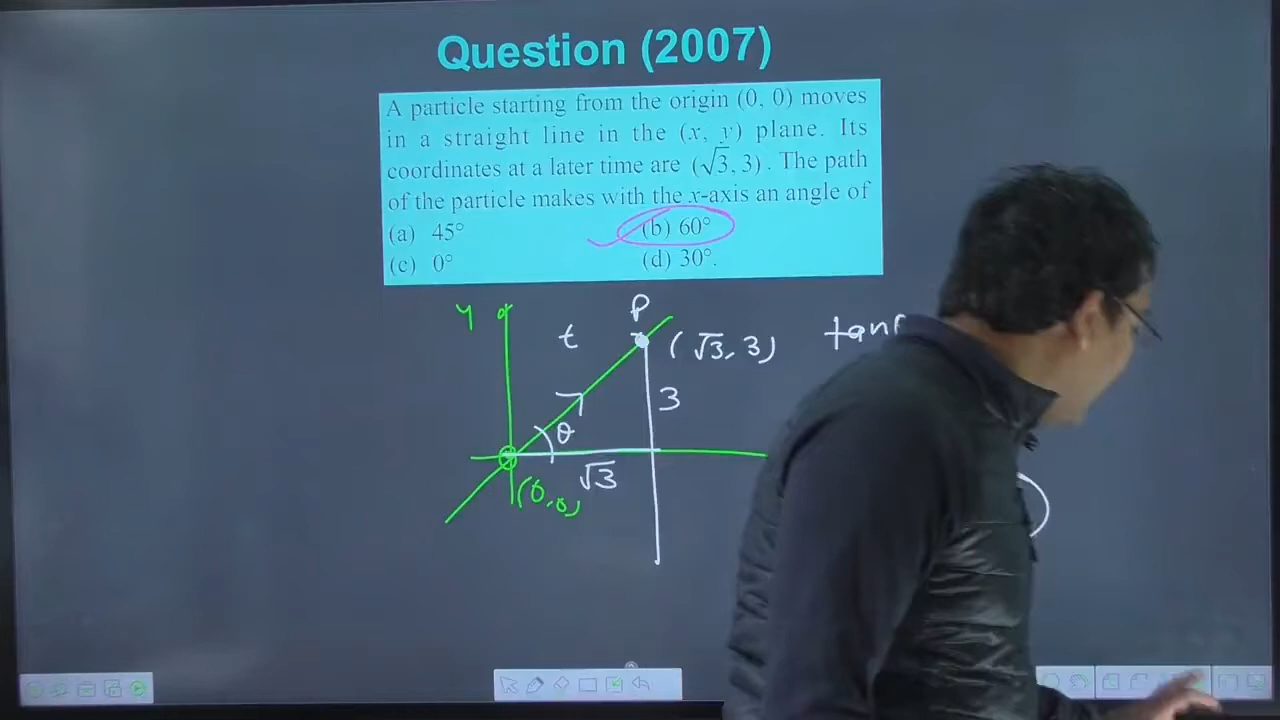 Question (2007)
A particle starting from the origin (0, 0) moves
in a straight line in the (x, y) plane. Its
coordinates at a later time are (√3, 3). The path
of the particle makes with the x-axis an angle of
(a) 45° (b) 60°
(c) 0° (d) 30°.
y
P
t
(√3, 3)
tan
3
θ
√3
(0,0)